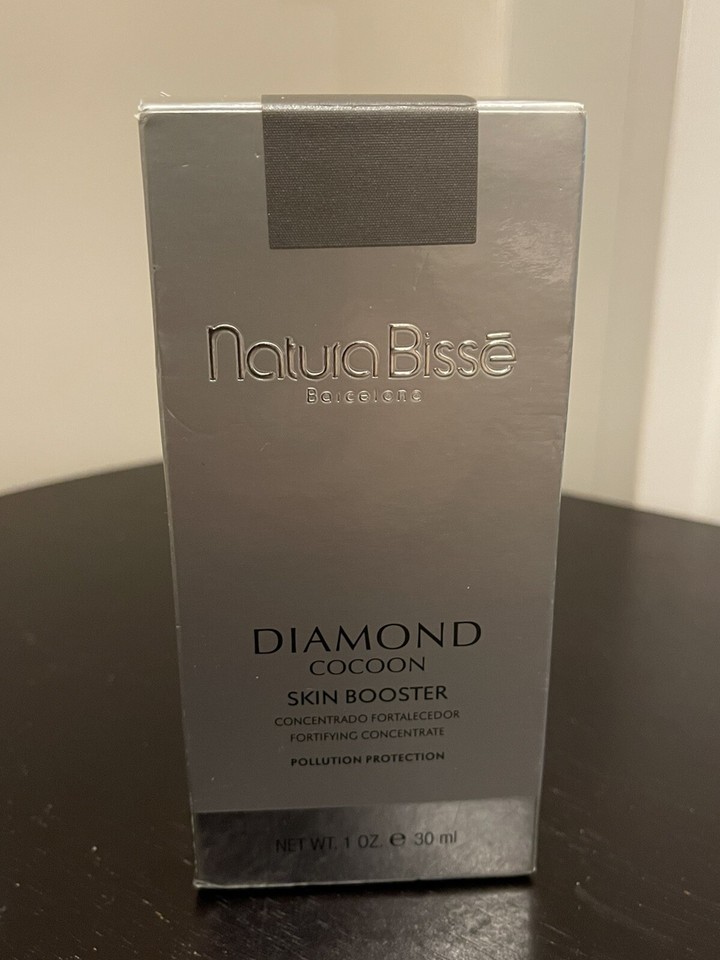 Natura Bissé
Barcelona
DIAMOND
COCOON
SKIN BOOSTER
CONCENTRADO FORTALECEDOR
FORTIFYING CONCENTRATE
POLLUTION PROTECTION
NET WT. 1 OZ. ℮ 30 ml